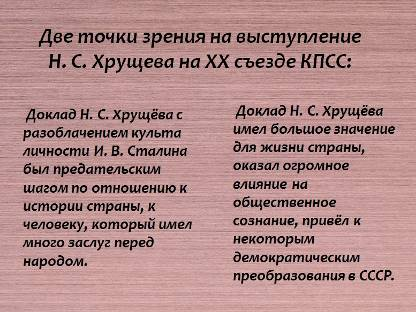 Две точки зрения на выступление
Н. С. Хрущева на XX съезде КПСС:
Доклад Н. С. Хрущёва с
разоблачением культа
личности И. В. Сталина
был предательским
шагом по отношению к
истории страны, к
человеку, который имел
много заслуг перед
народом.
Доклад Н. С. Хрущёва
имел большое значение
для жизни страны,
оказал огромное
влияние на
общественное
сознание, привёл к
некоторым
демократическим
преобразования в СССР.